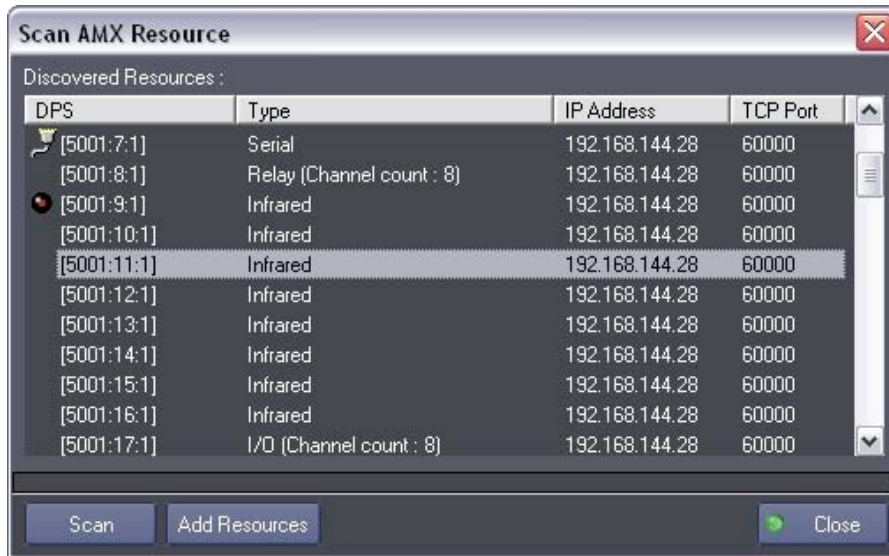 Scan AMX Resource
Discovered Resources :
DPS Type IP Address TCP Port
[5001:7:1] Serial 192.168.144.28 60000
[5001:8:1] Relay (Channel count : 8) 192.168.144.28 60000
[5001:9:1] Infrared 192.168.144.28 60000
[5001:10:1] Infrared 192.168.144.28 60000
[5001:11:1] Infrared 192.168.144.28 60000
[5001:12:1] Infrared 192.168.144.28 60000
[5001:13:1] Infrared 192.168.144.28 60000
[5001:14:1] Infrared 192.168.144.28 60000
[5001:15:1] Infrared 192.168.144.28 60000
[5001:16:1] Infrared 192.168.144.28 60000
[5001:17:1] I/O (Channel count : 8) 192.168.144.28 60000
Scan Add Resources Close